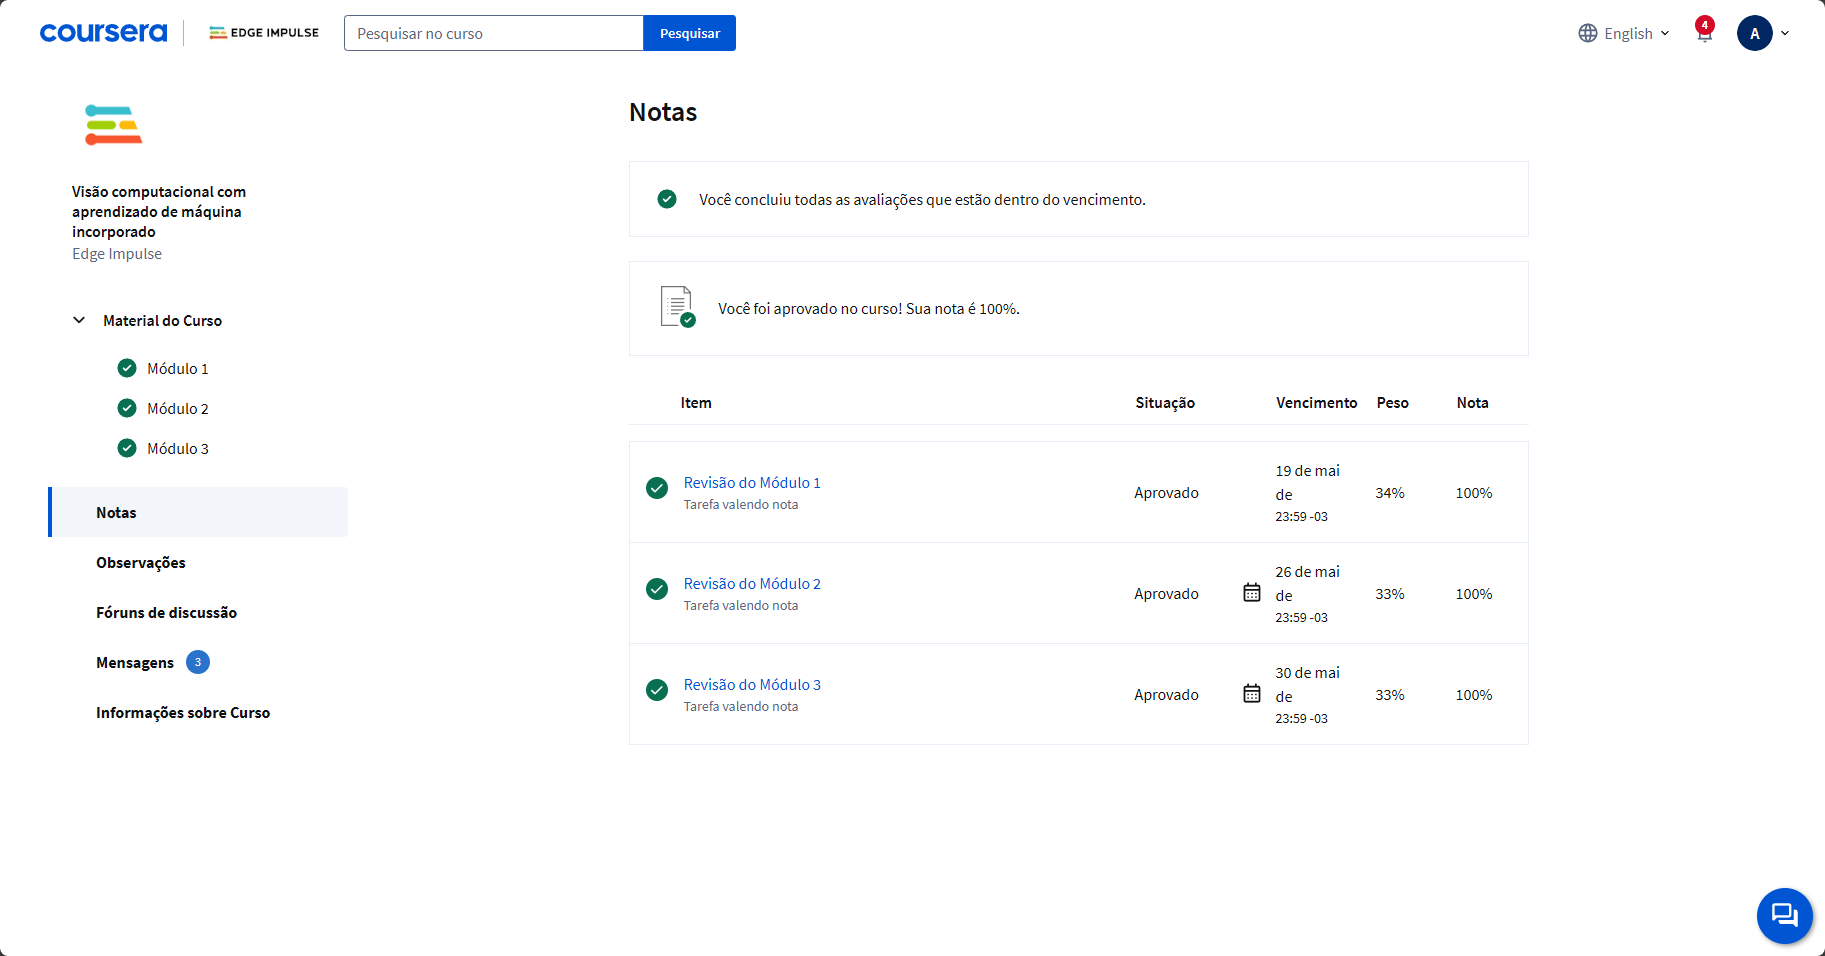 coursera
EDGE IMPULSE
Pesquisar no curso
Pesquisar
English
4
A
Visão computacional com
aprendizado de máquina
incorporado
Edge Impulse
Material do Curso
Módulo 1
Módulo 2
Módulo 3
Notas
Observações
Fóruns de discussão
Mensagens 3
Informações sobre Curso
Notas
Você concluiu todas as avaliações que estão dentro do vencimento.
Você foi aprovado no curso! Sua nota é 100%.
Item Situação Vencimento Peso Nota
Revisão do Módulo 1
Tarefa valendo nota
Aprovado
19 de mai
de
23:59 -03
34%
100%
Revisão do Módulo 2
Tarefa valendo nota
Aprovado
26 de mai
de
23:59 -03
33%
100%
Revisão do Módulo 3
Tarefa valendo nota
Aprovado
30 de mai
de
23:59 -03
33%
100%